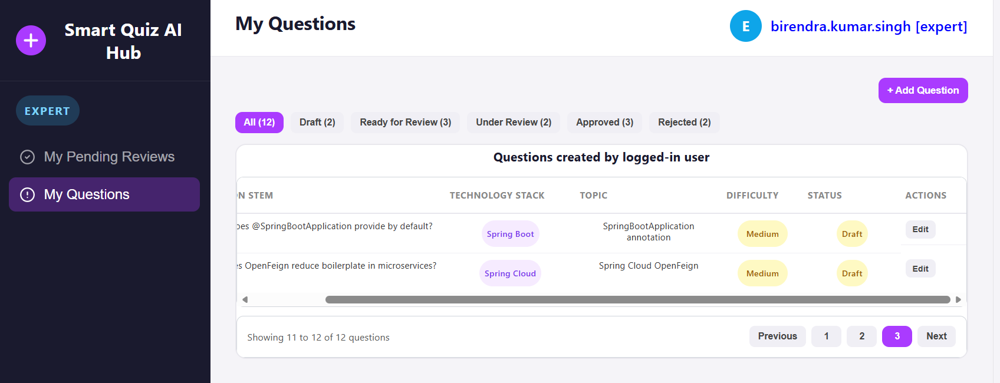 Smart Quiz AI
Hub
EXPERT
My Pending Reviews
My Questions
My Questions
E
birendra.kumar.singh [expert]
+ Add Question
All (12)
Draft (2)
Ready for Review (3)
Under Review (2)
Approved (3)
Rejected (2)
Questions created by logged-in user
N STEM
TECHNOLOGY STACK
TOPIC
DIFFICULTY
STATUS
ACTIONS
oes @SpringBootApplication provide by default?
Spring Boot
SpringBootApplication
annotation
Medium
Draft
Edit
s OpenFeign reduce boilerplate in microservices?
Spring Cloud
Spring Cloud OpenFeign
Medium
Draft
Edit
Showing 11 to 12 of 12 questions
Previous
1
2
3
Next